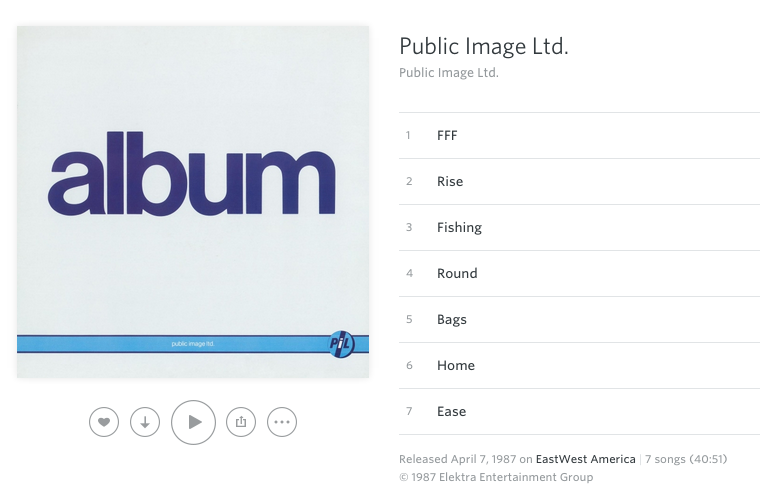 album
public image ltd.
PiL
Public Image Ltd.
Public Image Ltd.
1 FFF
2 Rise
3 Fishing
4 Round
5 Bags
6 Home
7 Ease
Released April 7, 1987 on EastWest America | 7 songs (40:51)
© 1987 Elektra Entertainment Group